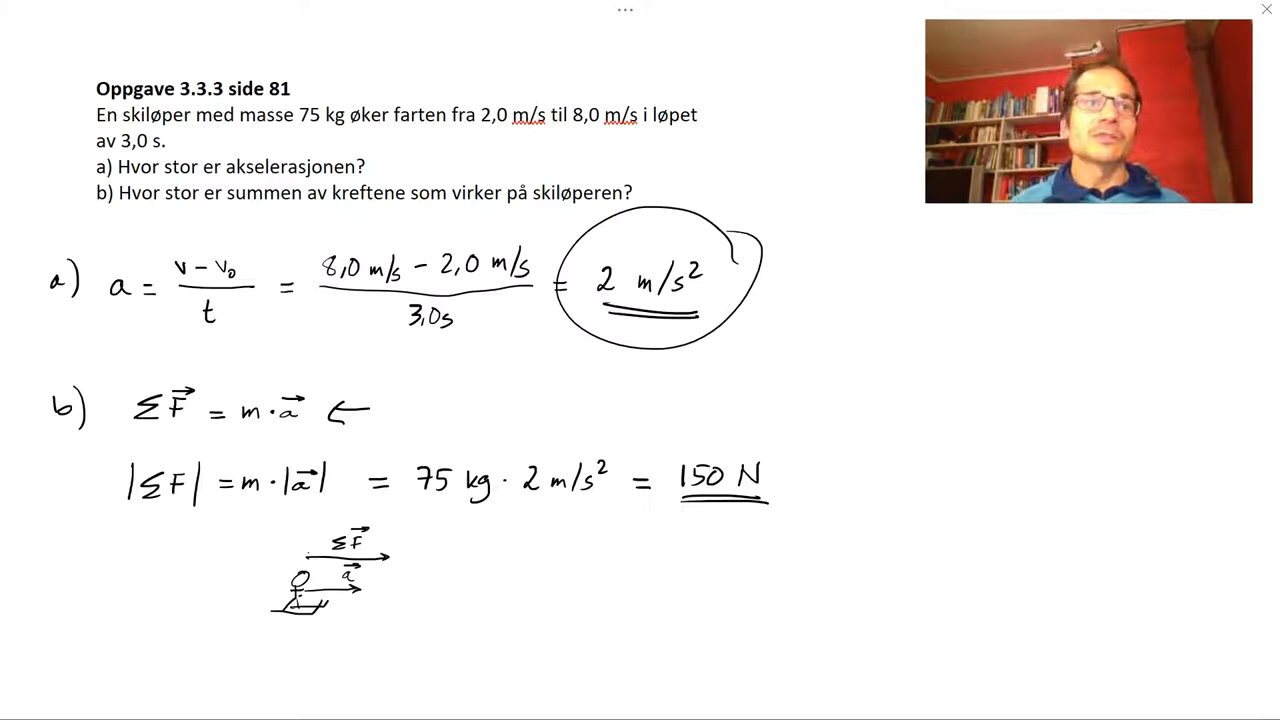 Oppgave 3.3.3 side 81
En skiløper med masse 75 kg øker farten fra 2,0 m/s til 8,0 m/s i løpet
av 3,0 s.
a) Hvor stor er akselerasjonen?
b) Hvor stor er summen av kreftene som virker på skiløperen?
a) a = (v - v₀)/t = (8,0 m/s - 2,0 m/s)/3,0s = 2 m/s²
b) ΣF⃗ = m · a⃗ ←
|ΣF| = m · |a⃗| = 75 kg · 2 m/s² = 150 N
ΣF⃗
a⃗